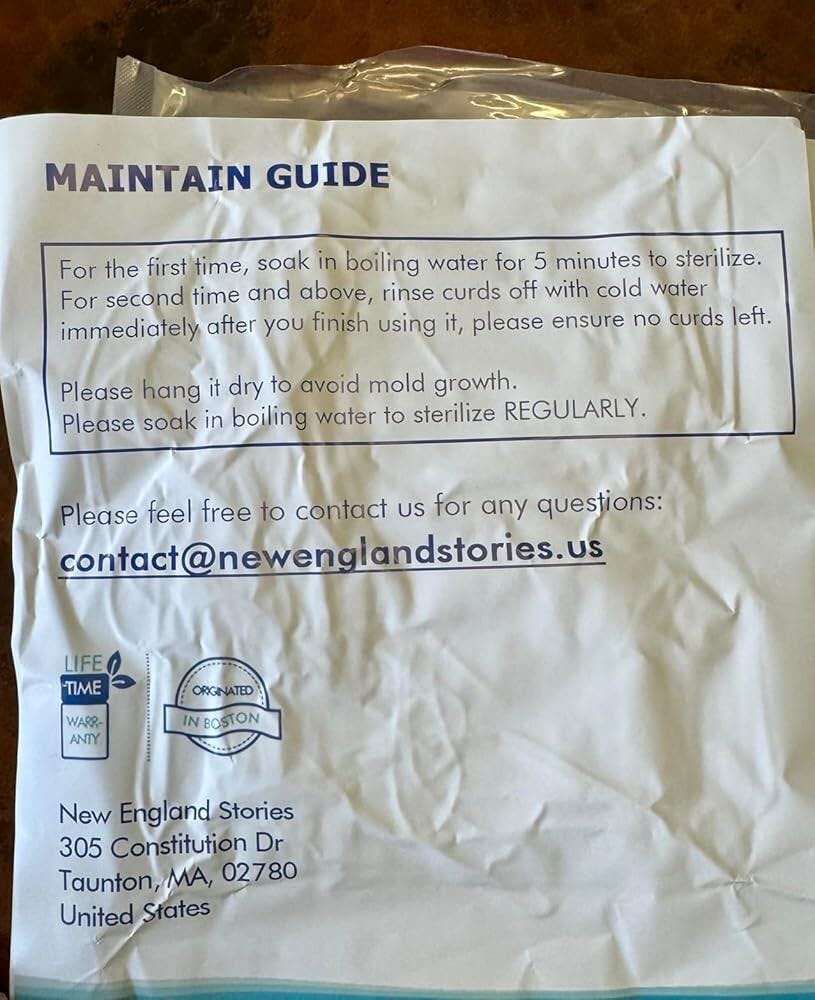 MAINTAIN GUIDE
For the first time, soak in boiling water for 5 minutes to sterilize.
For second time and above, rinse curds off with cold water
immediately after you finish using it, please ensure no curds left.
Please hang it dry to avoid mold growth.
Please soak in boiling water to sterilize REGULARLY.
Please feel free to contact us for any questions:
contact@newenglandstories.us
LIFE
TIME
WARR-
ANTY
ORIGINATED
IN BOSTON
New England Stories
305 Constitution Dr
Taunton, MA, 02780
United States